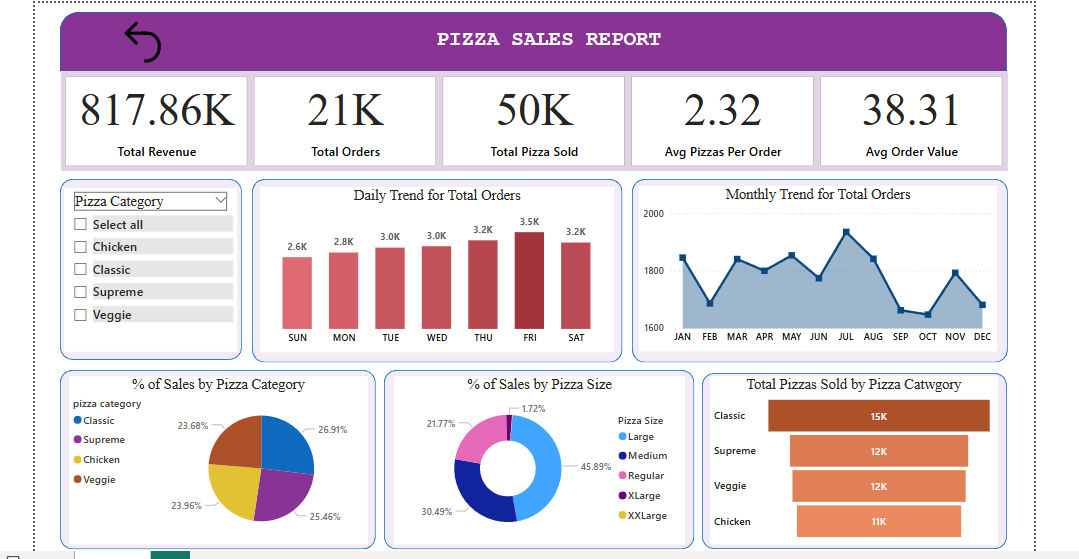 PIZZA SALES REPORT
817.86K
Total Revenue
21K
Total Orders
50K
Total Pizza Sold
2.32
Avg Pizzas Per Order
38.31
Avg Order Value
Pizza Category
Select all
Chicken
Classic
Supreme
Veggie
Daily Trend for Total Orders
2.6K
2.8K
3.0K
3.0K
3.2K
3.5K
3.2K
SUN MON TUE WED THU FRI SAT
Monthly Trend for Total Orders
2000
1800
1600
JAN FEB MAR APR MAY JUN JUL AUG SEP OCT NOV DEC
% of Sales by Pizza Category
pizza category
Classic
Supreme
Chicken
Veggie
23.68%
26.91%
23.96%
25.46%
% of Sales by Pizza Size
1.72%
21.77%
45.89%
30.49%
Pizza Size
Large
Medium
Regular
XLarge
XXLarge
Total Pizzas Sold by Pizza Catwgory
Classic 15K
Supreme 12K
Veggie 12K
Chicken 11K